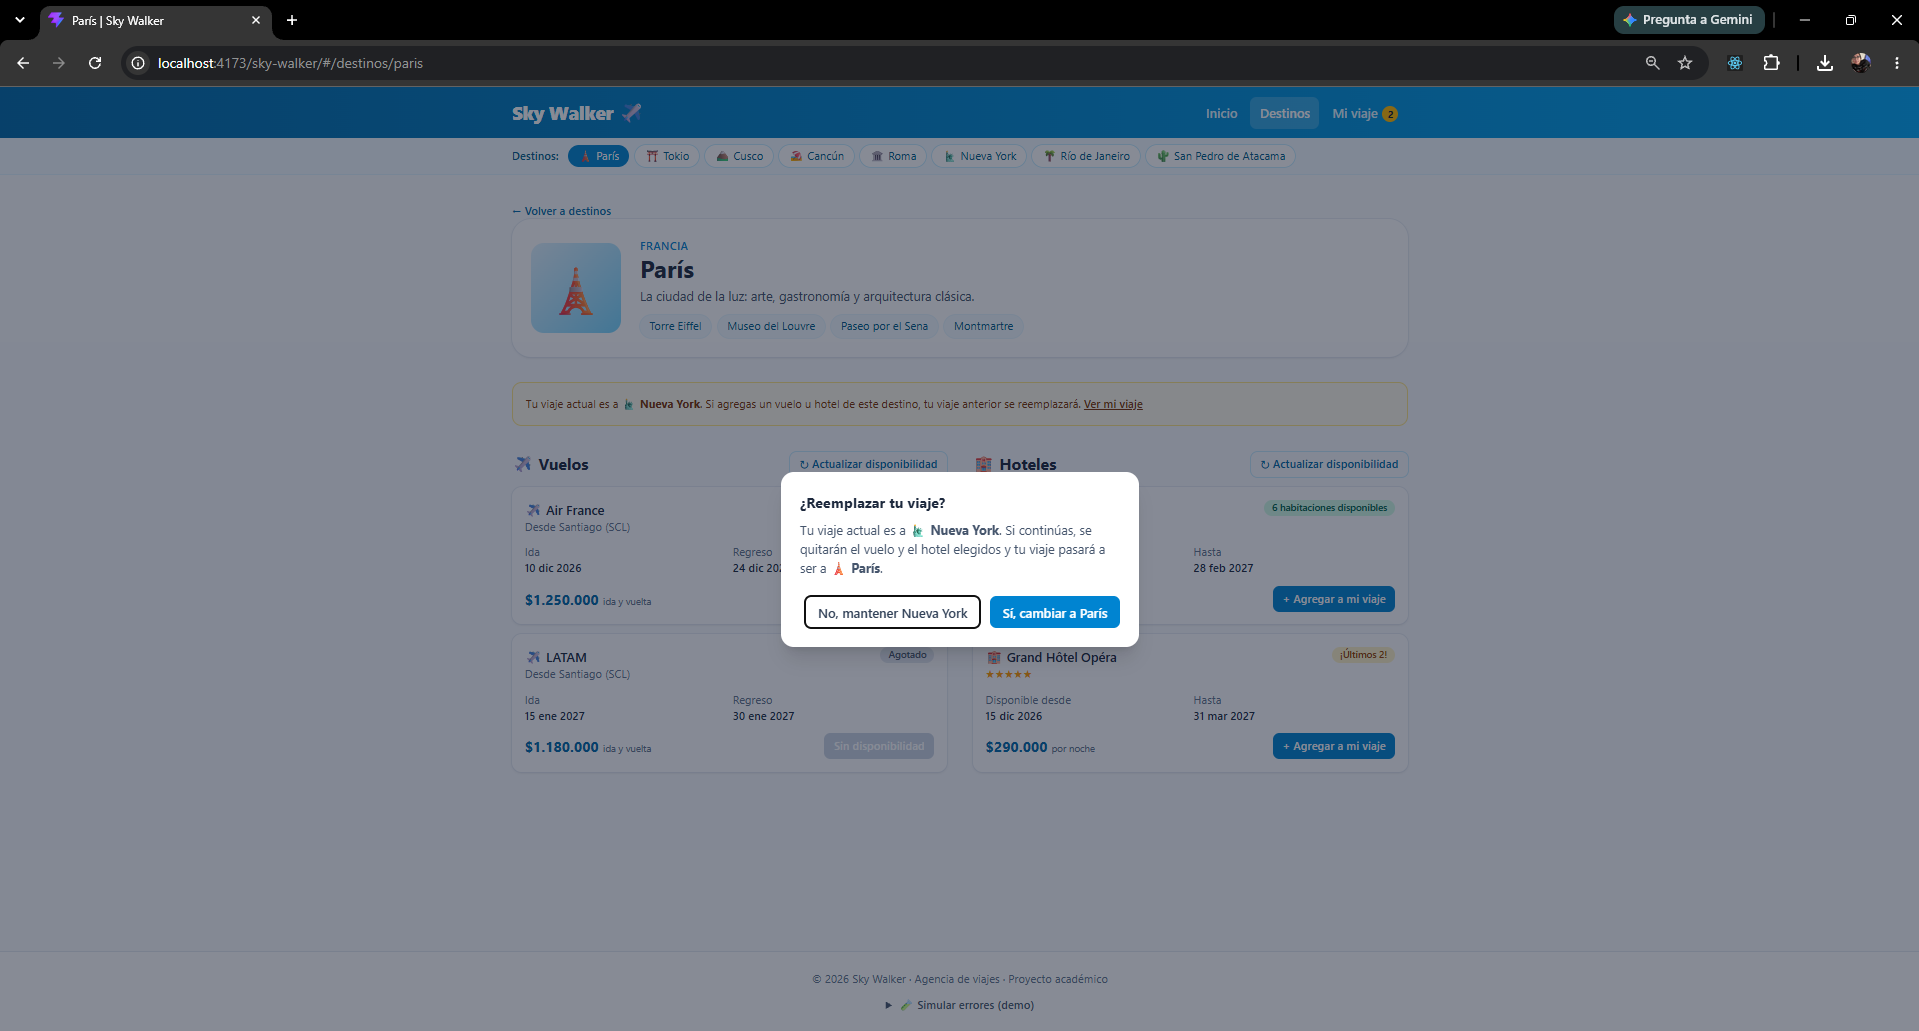 París | Sky Walker
Pregunta a Gemini
localhost:4173/sky-walker/#/destinos/paris
Sky Walker
Inicio
Destinos
Mi viaje 2
Destinos:
París
Tokio
Cusco
Cancún
Roma
Nueva York
Río de Janeiro
San Pedro de Atacama
← Volver a destinos
FRANCIA
París
La ciudad de la luz: arte, gastronomía y arquitectura clásica.
Torre Eiffel
Museo del Louvre
Paseo por el Sena
Montmartre
Tu viaje actual es a Nueva York. Si agregas un vuelo u hotel de este destino, tu viaje anterior se reemplazará. Ver mi viaje
Vuelos
↻ Actualizar disponibilidad
Hoteles
↻ Actualizar disponibilidad
¿Reemplazar tu viaje?
Tu viaje actual es a Nueva York. Si continúas, se
quitarán el vuelo y el hotel elegidos y tu viaje pasará a
ser a París.
No, mantener Nueva York
Sí, cambiar a París
Air France
Desde Santiago (SCL)
Ida
10 dic 2026
Regreso
24 dic
$1.250.000 ida y vuelta
6 habitaciones disponibles
Hasta
28 feb 2027
+ Agregar a mi viaje
LATAM
Agotado
Desde Santiago (SCL)
Ida
15 ene 2027
Regreso
30 ene 2027
$1.180.000 ida y vuelta
Sin disponibilidad
Grand Hôtel Opéra
¡Últimos 2!
★★★★★
Disponible desde
15 dic 2026
Hasta
31 mar 2027
$290.000 por noche
+ Agregar a mi viaje
© 2026 Sky Walker · Agencia de viajes · Proyecto académico
▶ Simular errores (demo)